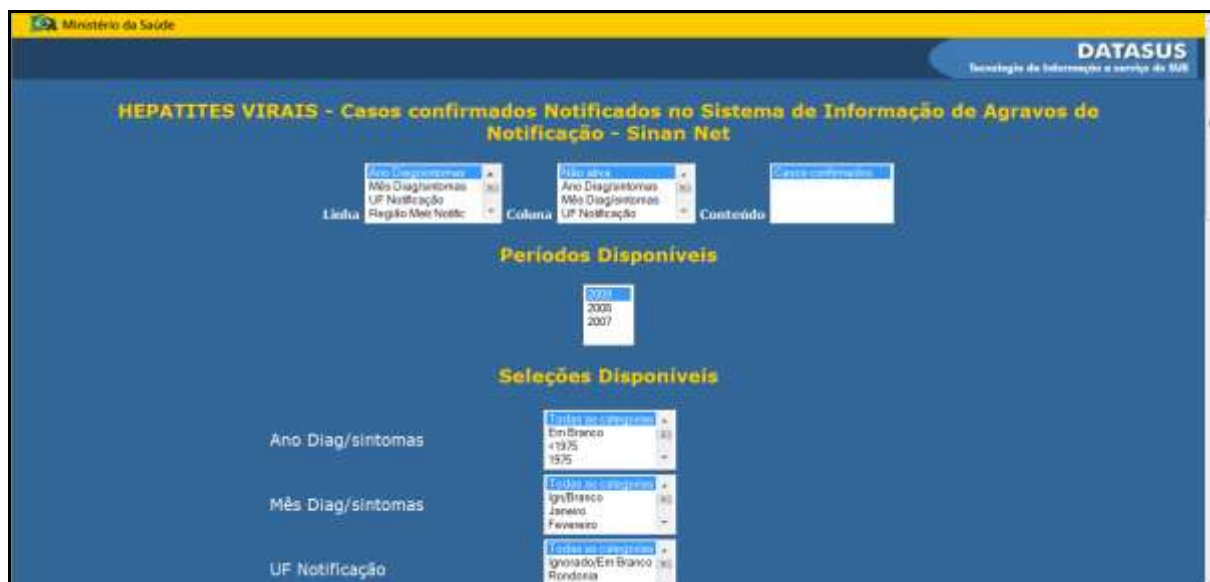 Ministério da Saúde
DATASUS
Tecnologia da Informação a serviço do SUS
HEPATITES VIRAIS - Casos confirmados Notificados no Sistema de Informação de Agravos de
Notificação - Sinan Net
Linha
Ano Diag/sintomas
Mês Diag/sintomas
UF Notificação
Região Metr Notific
Coluna
Não ativa
Ano Diag/sintomas
Mês Diag/sintomas
UF Notificação
Conteúdo
Casos confirmados
Períodos Disponíveis
2009
2008
2007
Seleções Disponíveis
Ano Diag/sintomas
Todas as categorias
Em Branco
<1975
1975
Mês Diag/sintomas
Todas as categorias
Ign/Branco
Janeiro
Fevereiro
UF Notificação
Todas as categorias
Ignorado/Em Branco
Rondonia